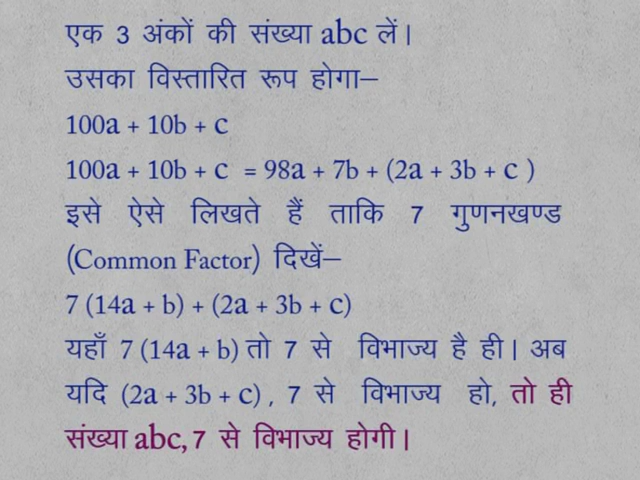 एक 3 अंकों की संख्या abc लें।
उसका विस्तारित रूप होगा–
100a + 10b + c
100a + 10b + c = 98a + 7b + (2a + 3b + c )
इसे ऐसे लिखते हैं ताकि 7 गुणनखण्ड
(Common Factor) दिखें–
7 (14a + b) + (2a + 3b + c)
यहाँ 7 (14a + b) तो 7 से विभाज्य है ही। अब
यदि (2a + 3b + c) , 7 से विभाज्य हो, तो ही
संख्या abc, 7 से विभाज्य होगी।